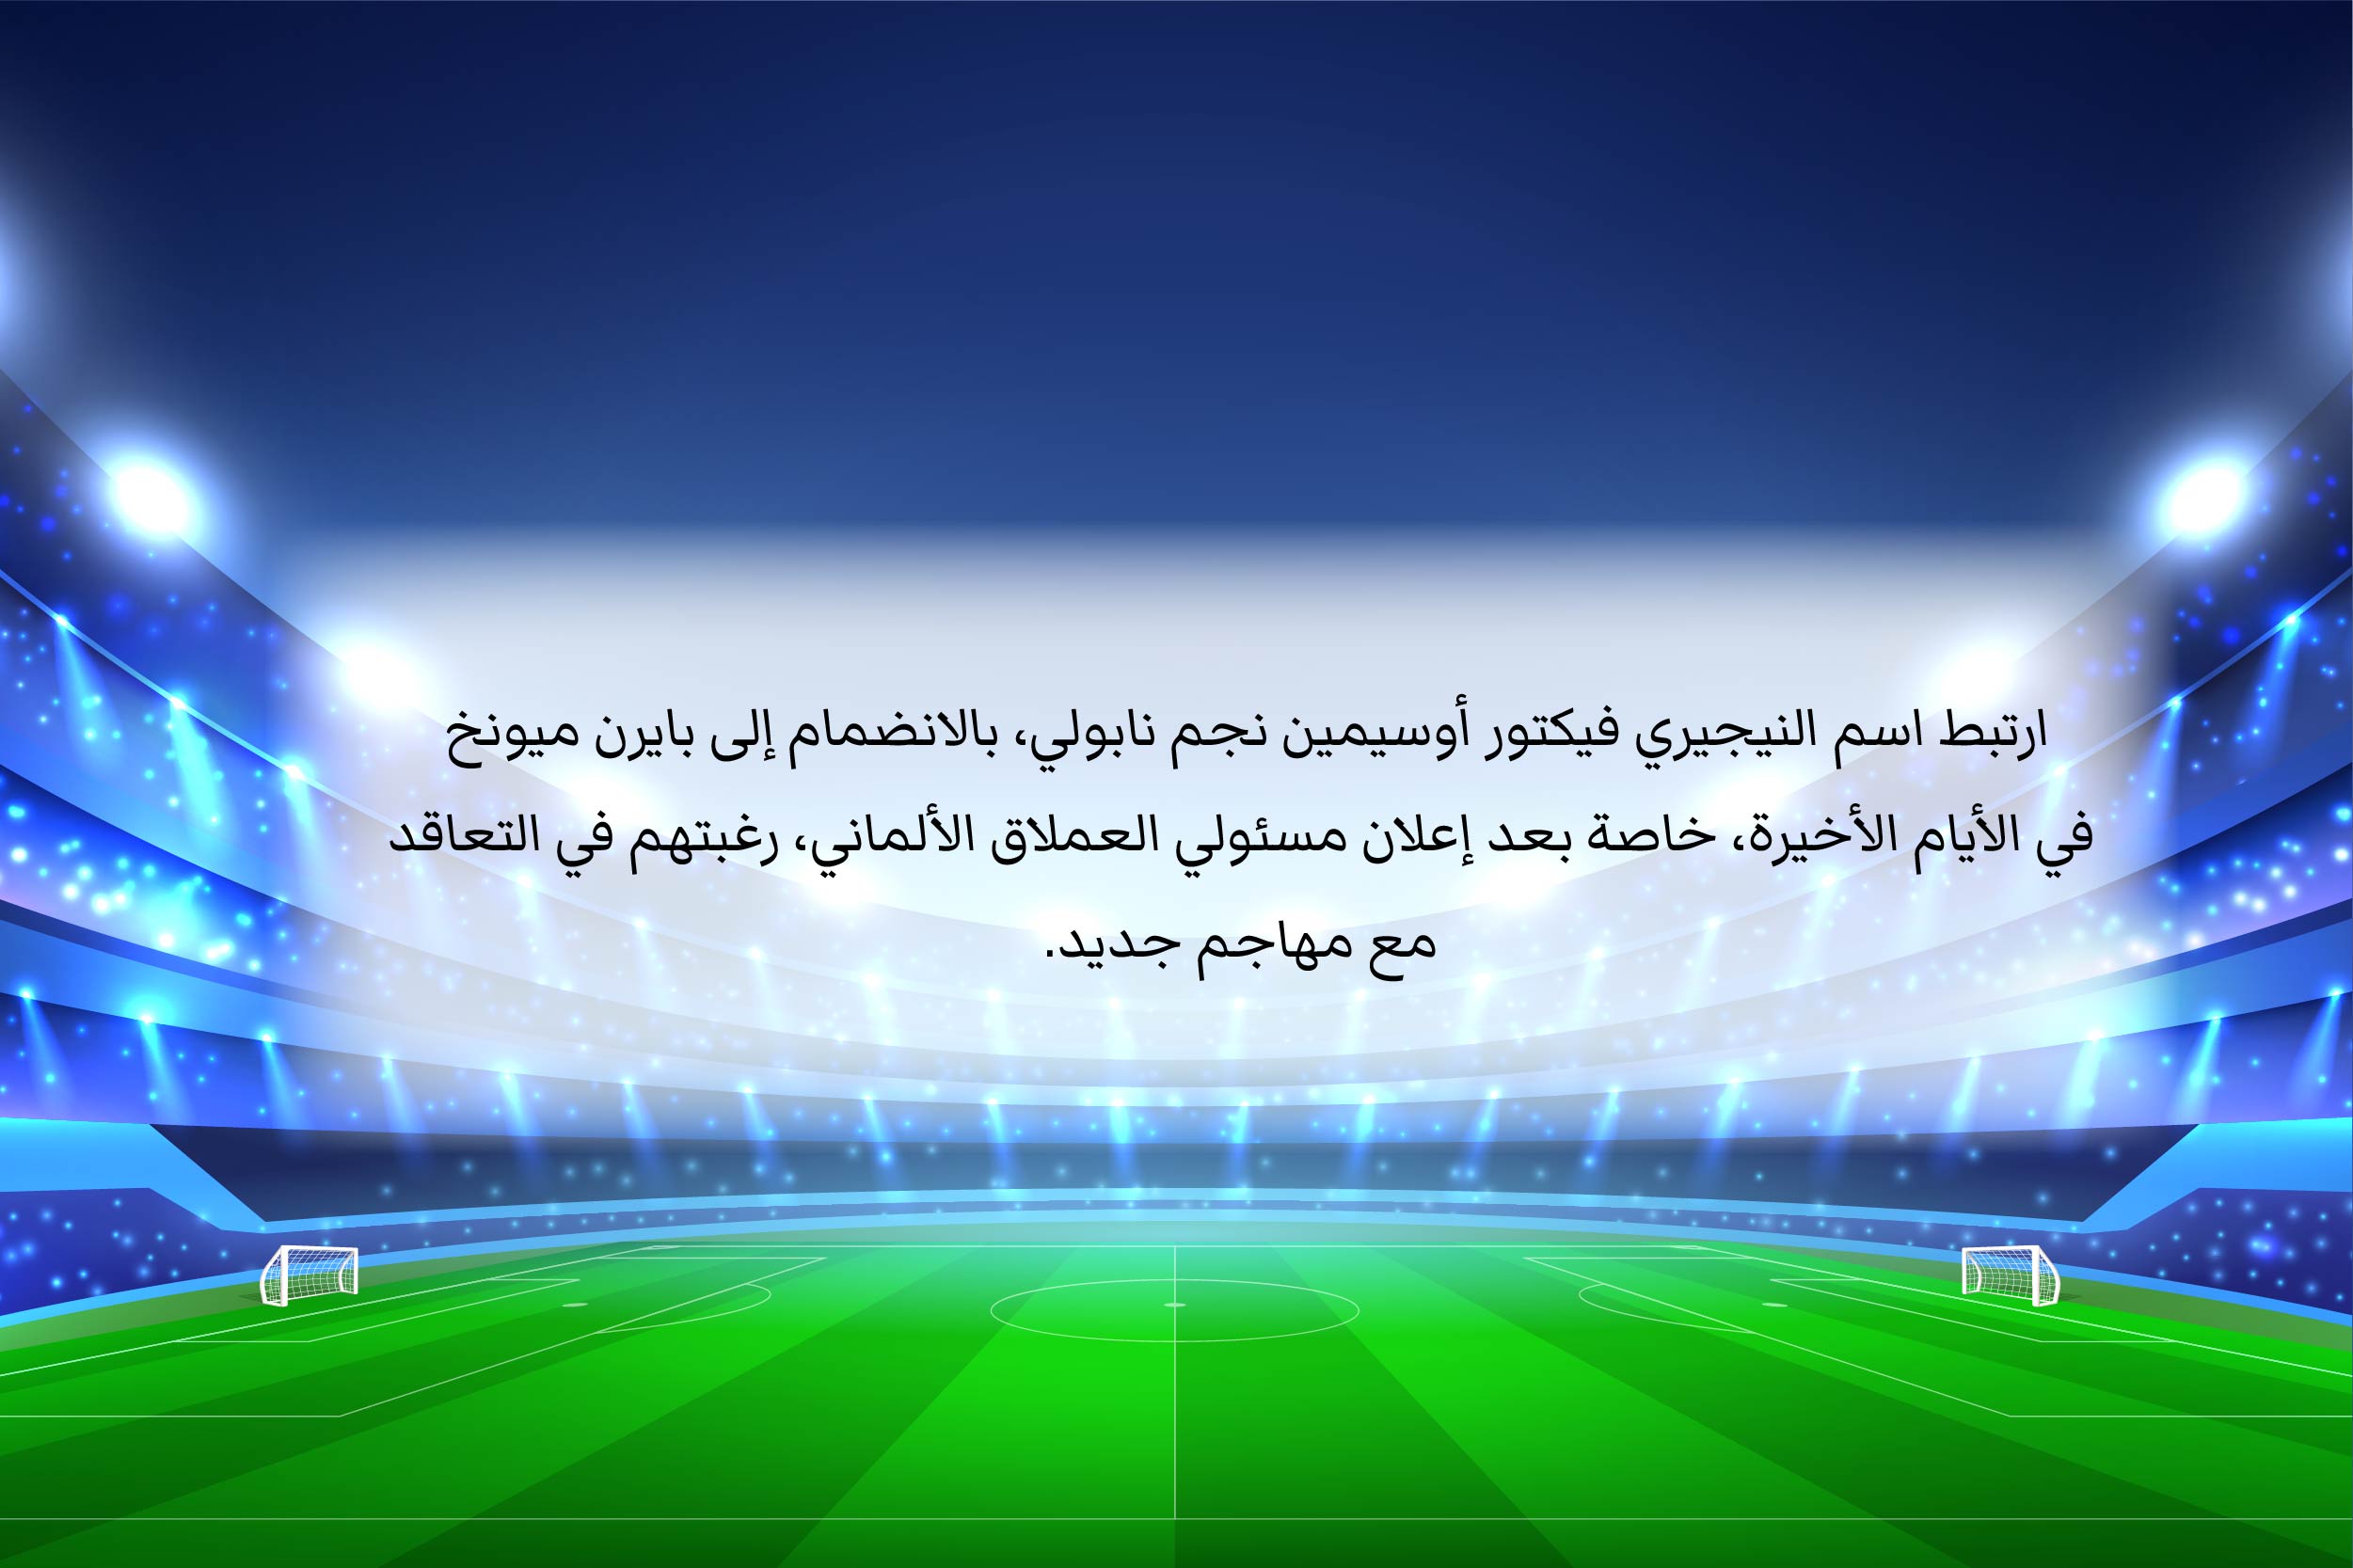 ارتبط اسم النيجيري فيكتور أوسيمين نجم نابولي، بالانضمام إلى بايرن ميونخ
في الأيام الأخيرة، خاصة بعد إعلان مسئولي العملاق الألماني، رغبتهم في التعاقد
مع مهاجم جديد.